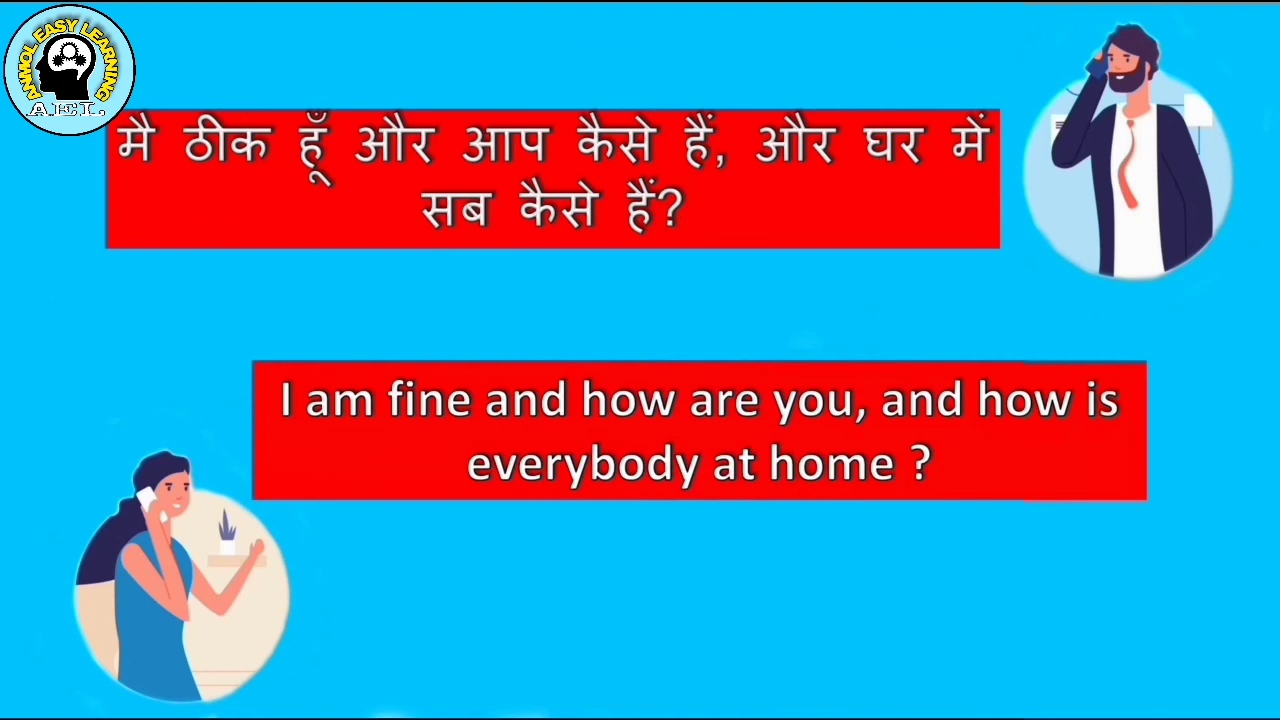 ANMOL EASY LEARNING
A.E.L.
मै ठीक हूँ और आप कैसे हैं, और घर में
सब कैसे हैं?
I am fine and how are you, and how is
everybody at home ?